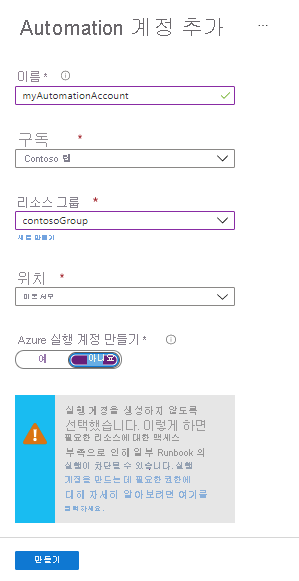 Automation 계정 추가 ...
이름 *
myAutomationAccount
구독 *
Contoso 랩
리소스 그룹 *
contosoGroup
새로 만들기
위치 *
미국 서부
Azure 실행 계정 만들기 *
예 아니요
실행 계정을 생성하지 않도록
선택했습니다. 이렇게 하면
필요한 리소스에 대한 액세스
부족으로 인해 일부 Runbook 의
실행이 차단될 수 있습니다. 실행
계정을 만드는 데 필요한 권한에
대해 자세히 알아보려면 여기를
클릭하세요.
만들기